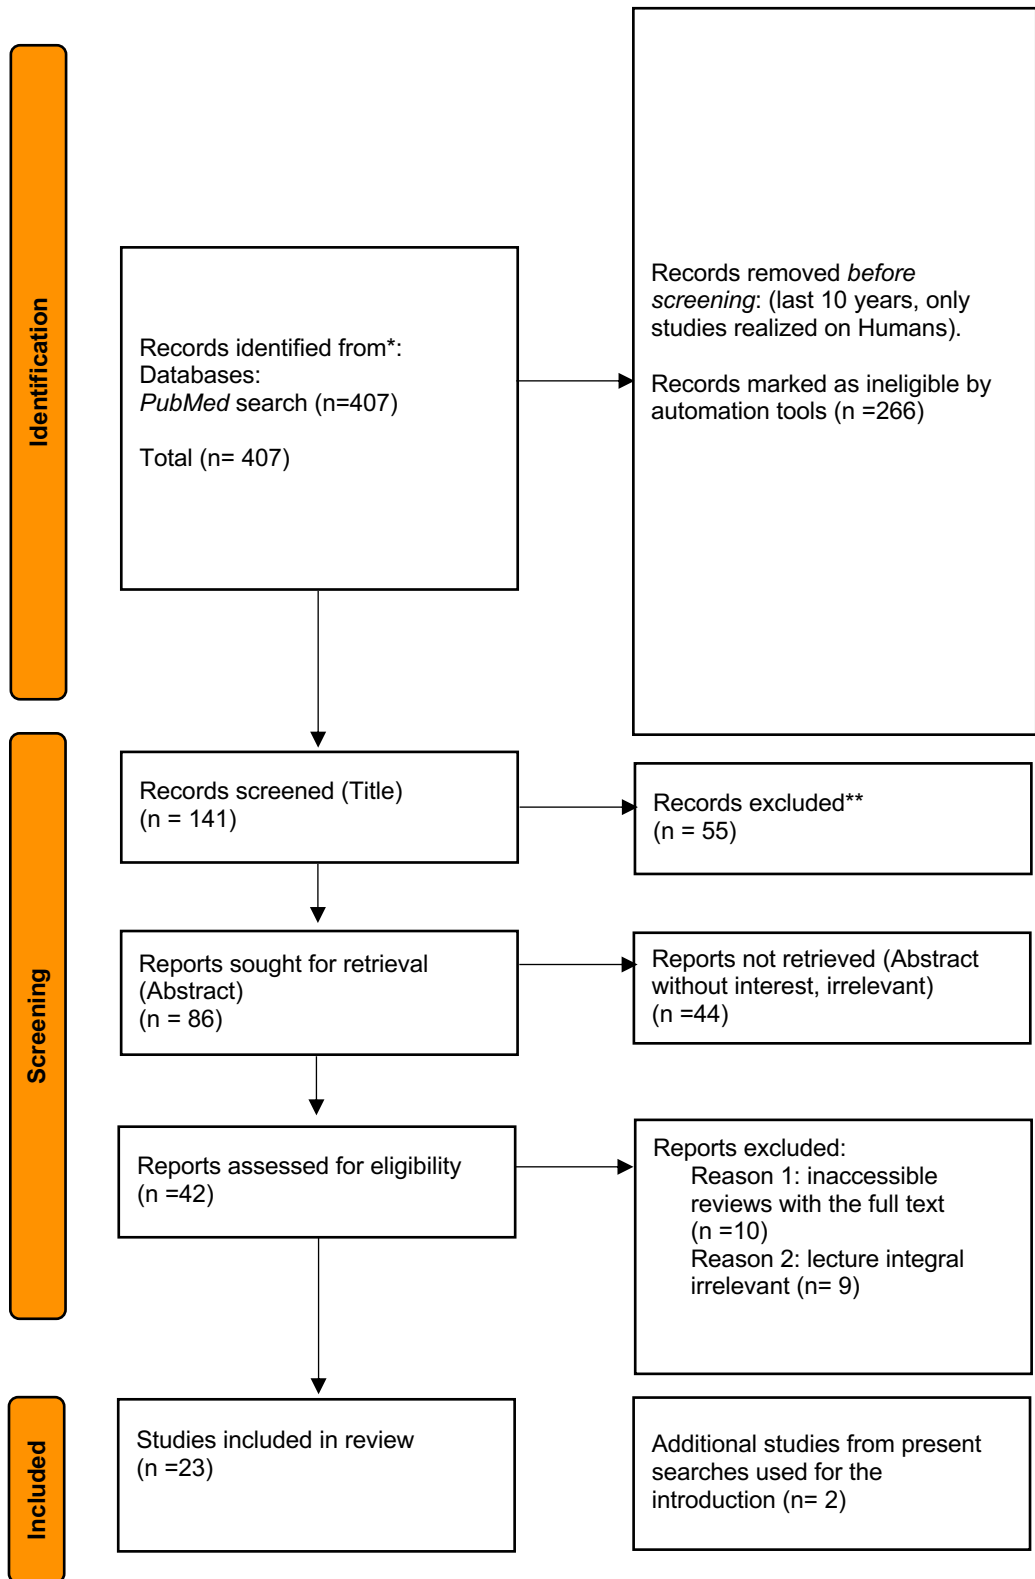 Identification
Records identified from*:
Databases:
PubMed search (n=407)
Total (n= 407)
Records removed before
screening: (last 10 years, only
studies realized on Humans).
Records marked as ineligible by
automation tools (n =266)
Screening
Records screened (Title)
(n = 141)
Records excluded**
(n = 55)
Reports sought for retrieval
(Abstract)
(n = 86)
Reports not retrieved (Abstract
without interest, irrelevant)
(n =44)
Reports assessed for eligibility
(n =42)
Reports excluded:
Reason 1: inaccessible
reviews with the full text
(n =10)
Reason 2: lecture integral
irrelevant (n= 9)
Included
Studies included in review
(n =23)
Additional studies from present
searches used for the
introduction (n= 2)